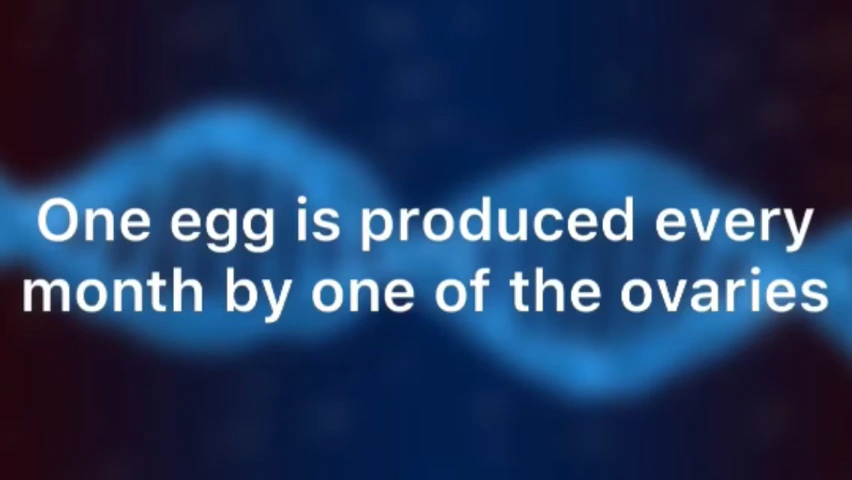 One egg is produced every
month by one of the ovaries